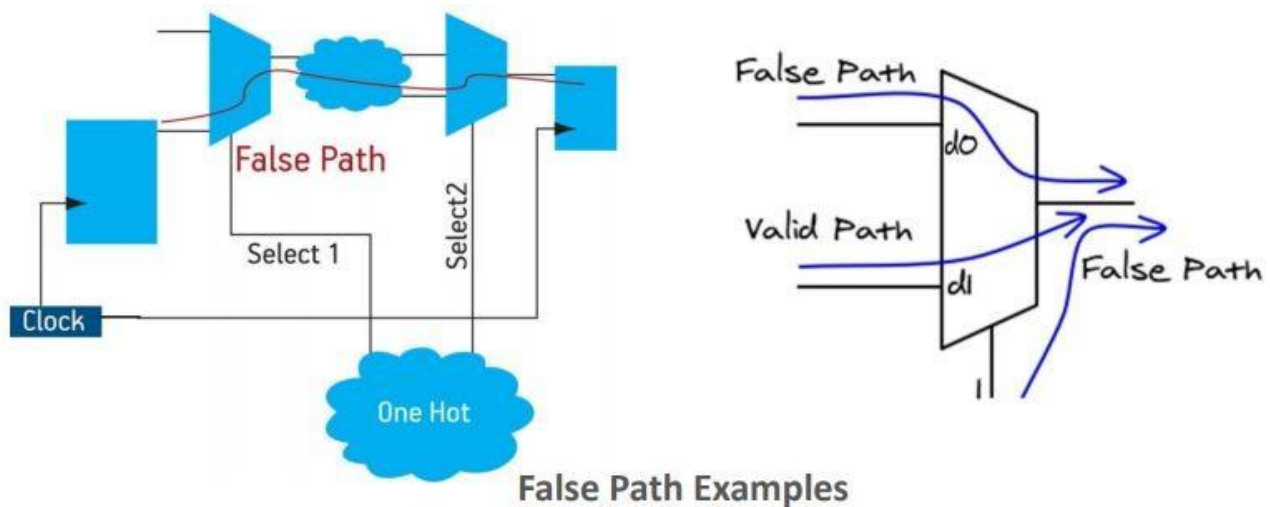 False Path
Select 1
Select2
Clock
One Hot
False Path
d0
Valid Path
d1
False Path
1
False Path Examples